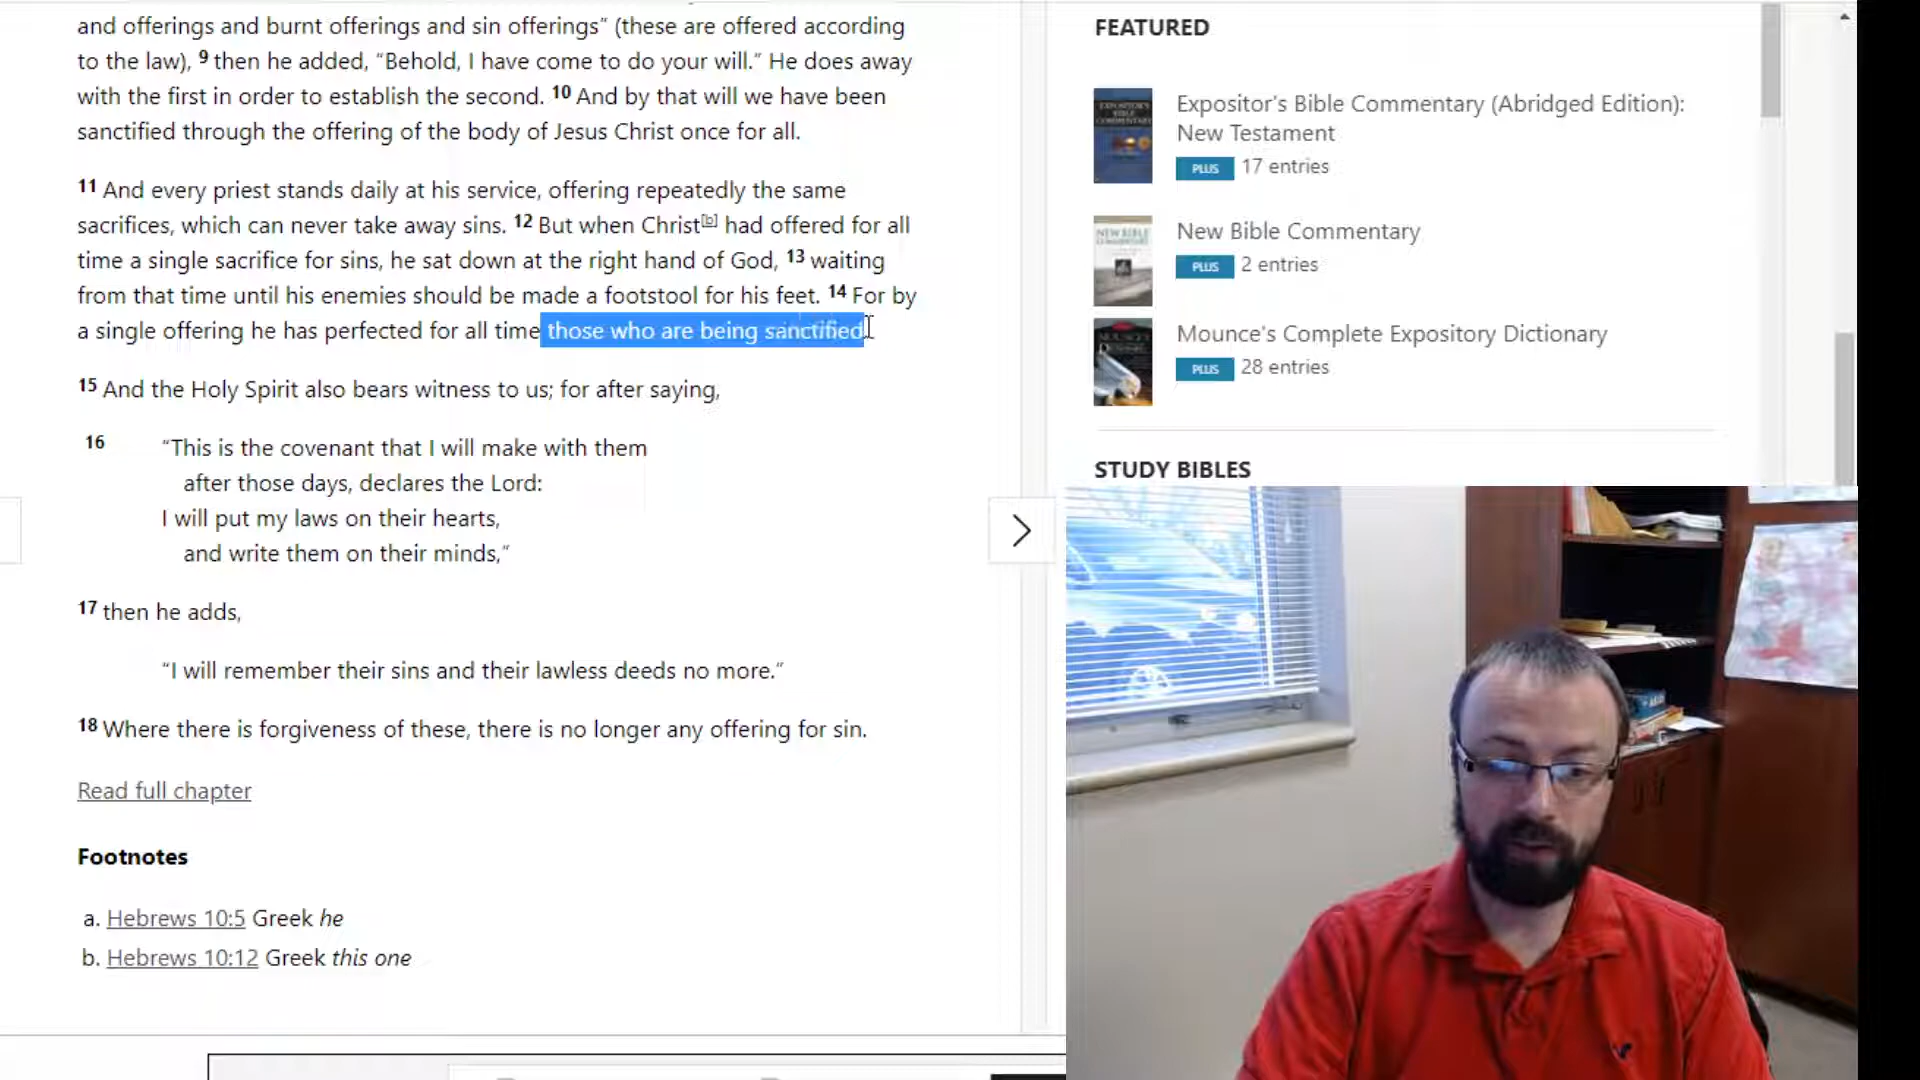 and offerings and burnt offerings and sin offerings” (these are offered according
to the law), 9 then he added, “Behold, I have come to do your will.” He does away
with the first in order to establish the second. 10 And by that will we have been
sanctified through the offering of the body of Jesus Christ once for all.
11 And every priest stands daily at his service, offering repeatedly the same
sacrifices, which can never take away sins. 12 But when Christ[b] had offered for all
time a single sacrifice for sins, he sat down at the right hand of God, 13 waiting
from that time until his enemies should be made a footstool for his feet. 14 For by
a single offering he has perfected for all time those who are being sanctified.
15 And the Holy Spirit also bears witness to us; for after saying,
16 “This is the covenant that I will make with them
after those days, declares the Lord:
I will put my laws on their hearts,
and write them on their minds,”
17 then he adds,
“I will remember their sins and their lawless deeds no more.”
18 Where there is forgiveness of these, there is no longer any offering for sin.
Read full chapter
Footnotes
a. Hebrews 10:5 Greek he
b. Hebrews 10:12 Greek this one
FEATURED
Expositor's Bible Commentary (Abridged Edition):
New Testament
PLUS 17 entries
New Bible Commentary
PLUS 2 entries
Mounce's Complete Expository Dictionary
PLUS 28 entries
STUDY BIBLES